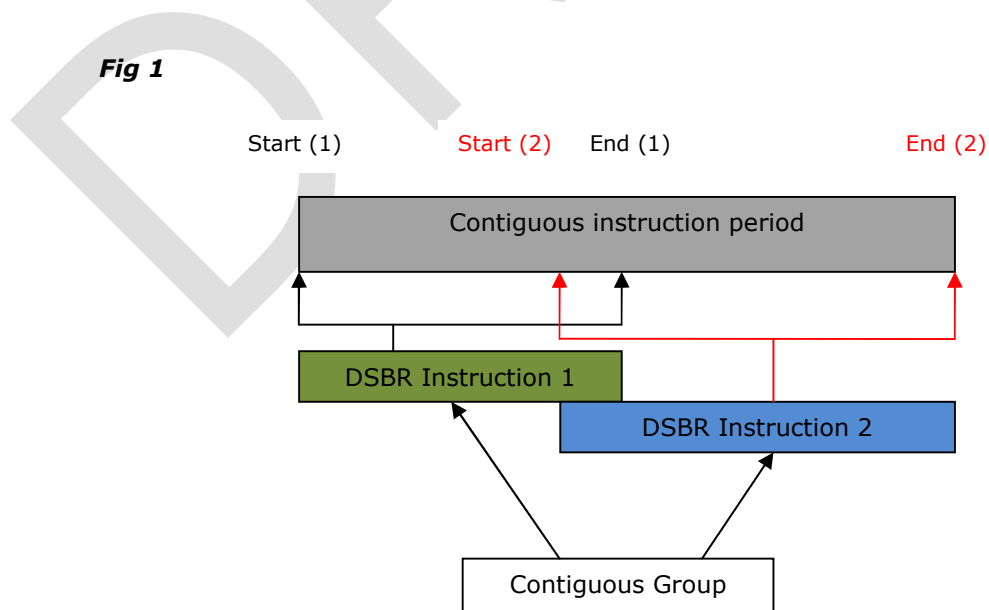 Fig 1
Start (1) Start (2) End (1) End (2)
Contiguous instruction period
DSBR Instruction 1
DSBR Instruction 2
Contiguous Group